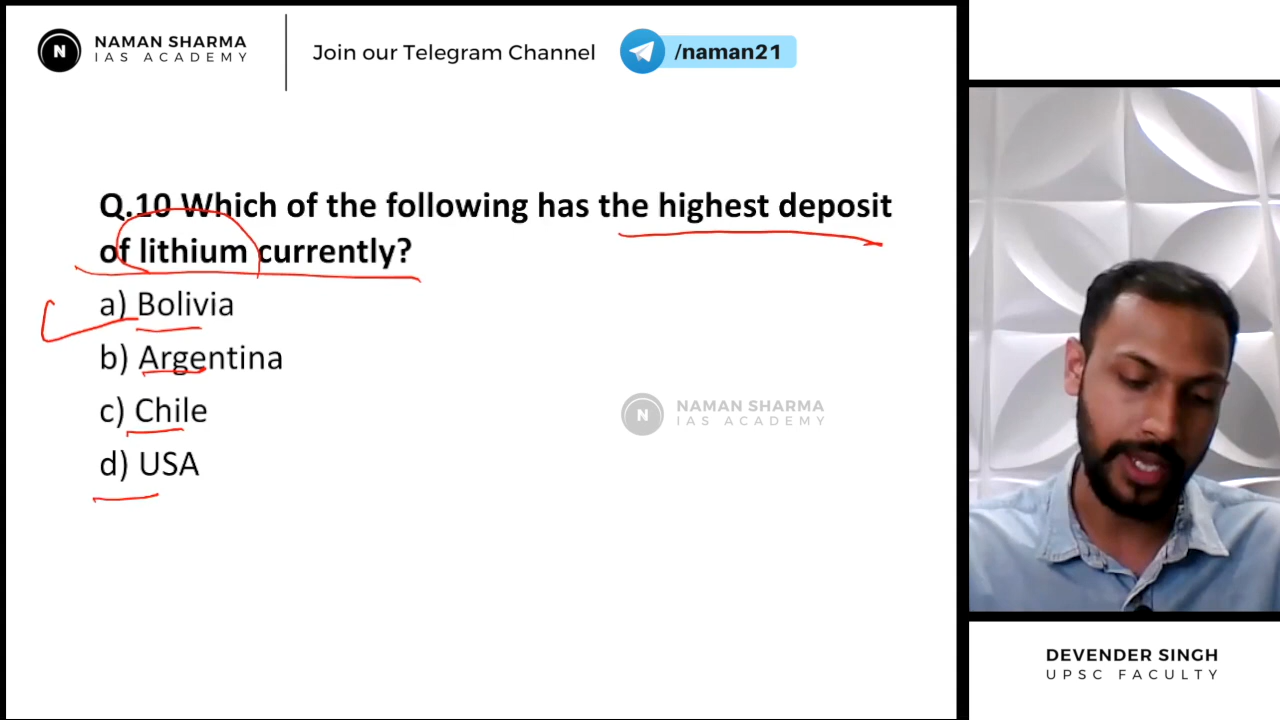 NAMAN SHARMA
IAS ACADEMY
Join our Telegram Channel
/naman21
N
Q.10 Which of the following has the highest deposit
of lithium currently?
a) Bolivia
b) Argentina
c) Chile
d) USA
N
NAMAN SHARMA
IAS ACADEMY
DEVENDER SINGH
UPSC FACULTY